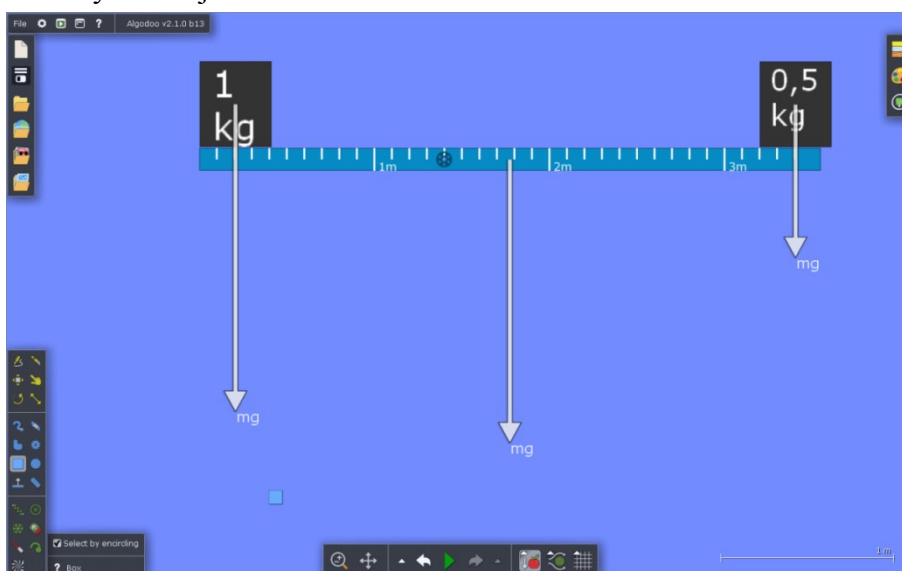 File ? Algodoo v2.1.0 b13
1
kg
0,5
kg
1m 2m 3m
mg
mg
mg
Select by encircling
? Box
1 m